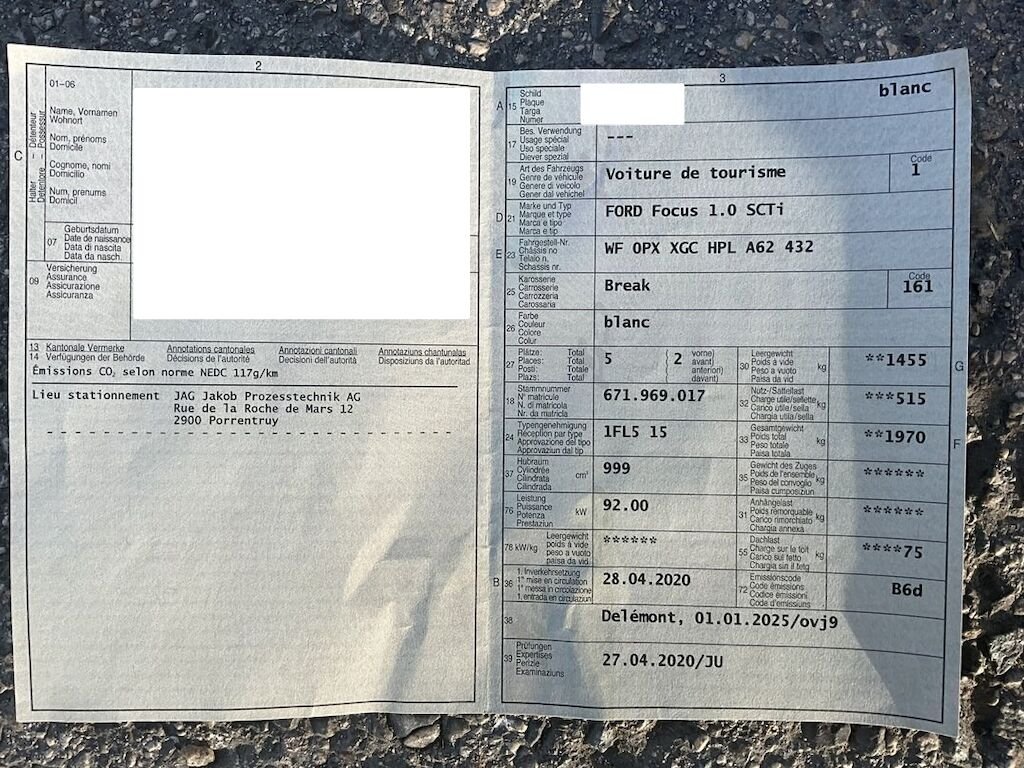 2
01–06
Name, Vornamen
Wohnort
Nom, prénoms
Domicile
Cognome, nomi
Domicilio
Num, prenums
Domicil
C
Halter – Détenteur
Detentore – Possessur
07
Geburtsdatum
Date de naissance
Data di nascita
Data da nasch.
09
Versicherung
Assurance
Assicurazione
Assicuranza
13 Kantonale Vermerke Annotations cantonales Annotazioni cantonali Annotaziuns chantunalas
14 Verfügungen der Behörde Décisions de l'autorité Decisioni dell'autorità Disposiziuns da l'autoritad
Émissions CO₂ selon norme NEDC 117g/km
Lieu stationnement JAG Jakob Prozesstechnik AG
Rue de la Roche de Mars 12
2900 Porrentruy
3
A 15
Schild
Plaque
Targa
Numer
blanc
17
Bes. Verwendung
Usage spécial
Uso speciale
Diever spezial
---
19
Art des Fahrzeugs
Genre de véhicule
Genere di veicolo
Gener dal vehichel
Voiture de tourisme
Code
1
D 21
Marke und Typ
Marque et type
Marca e tipo
Marca e tip
FORD Focus 1.0 SCTi
E 23
Fahrgestell-Nr.
Châssis no
Telaio n.
Schassis nr.
WF 0PX XGC HPL A62 432
25
Karosserie
Carrosserie
Carrozzeria
Carossaria
Break
Code
161
26
Farbe
Couleur
Colore
Colur
blanc
27
Plätze: Total
Places: Total
Posti: Totale
Plazs: Total
5 2
vorne)
avant)
anteriori)
davant)
30
Leergewicht
Poids à vide
Peso a vuoto
Paisa da vid
kg
**1455
G
18
Stammnummer
N° matricule
N. di matricola
Nr. da matricla
671.969.017
32
Nutz-/Sattellast
Charge utile/sellette
Carico utile/sella
Chargia utila/sella
kg
***515
24
Typengenehmigung
Réception par type
Approvazione del tipo
Approvaziun dal tip
1FL5 15
33
Gesamtgewicht
Poids total
Peso totale
Paisa totala
kg
**1970
F
37
Hubraum
Cylindrée
Cilindrata
Cilindrada
cm³
999
35
Gewicht des Zuges
Poids de l'ensemble
Peso del convoglio
Paisa cumposiziun
kg
******
76
Leistung
Puissance
Potenza
Prestaziun
kW
92.00
31
Anhängelast
Poids remorquable
Carico rimorchiato
Chargia annexa
kg
******
78 kW/kg
Leergewicht
poids à vide
peso a vuoto
paisa da vid
******
55
Dachlast
Charge sur le toit
Carico sul tetto
Chargia sin il tetg
kg
****75
B 36
1. Inverkehrsetzung
1re mise en circulation
1a messa in circolazione
1. entrada en circulaziun
28.04.2020
72
Emissionscode
Code émissions
Codice emissioni
Code d'emissiuns
B6d
38
Delémont, 01.01.2025/ovj9
39
Prüfungen
Expertises
Perizie
Examinaziuns
27.04.2020/JU